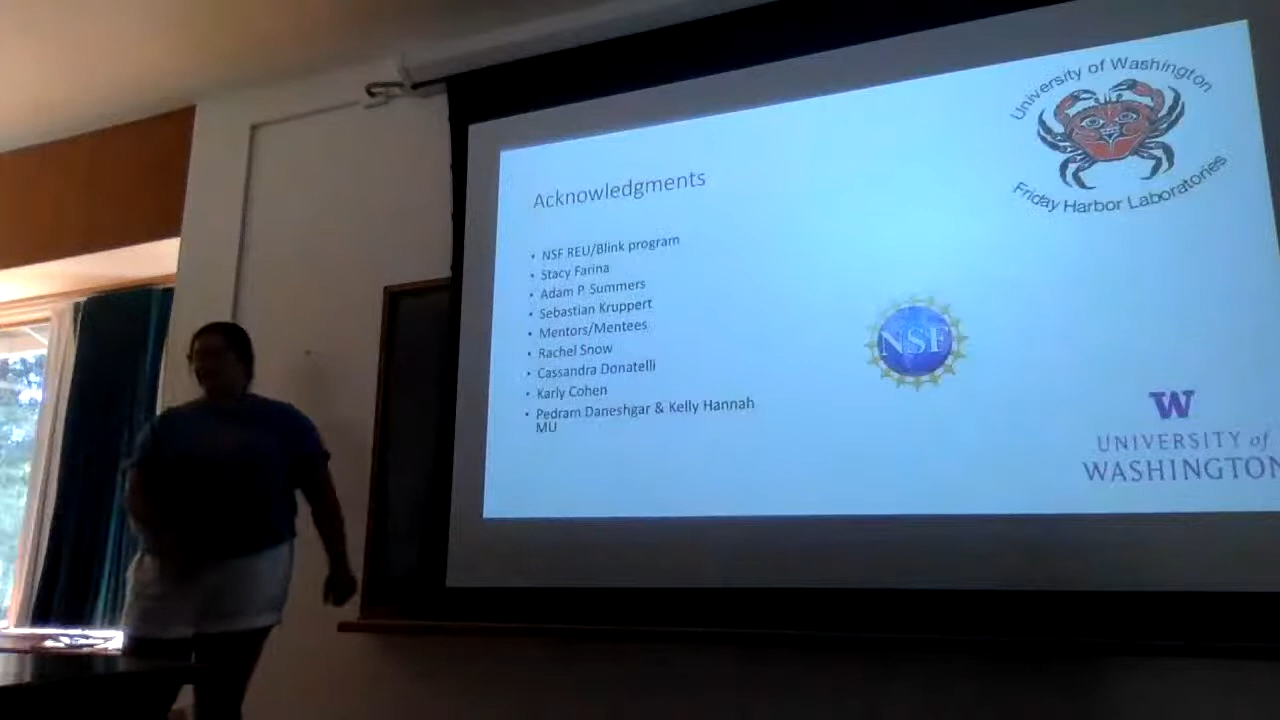 University of Washington
Friday Harbor Laboratories
Acknowledgments
• NSF REU/Blink program
• Stacy Farina
• Adam P Summers
• Sebastian Kruppert
• Mentors/Mentees
• Rachel Snow
• Cassandra Donatelli
• Karly Cohen
• Pedram Daneshgar & Kelly Hannah
MU
NSF
W
UNIVERSITY of
WASHINGTON